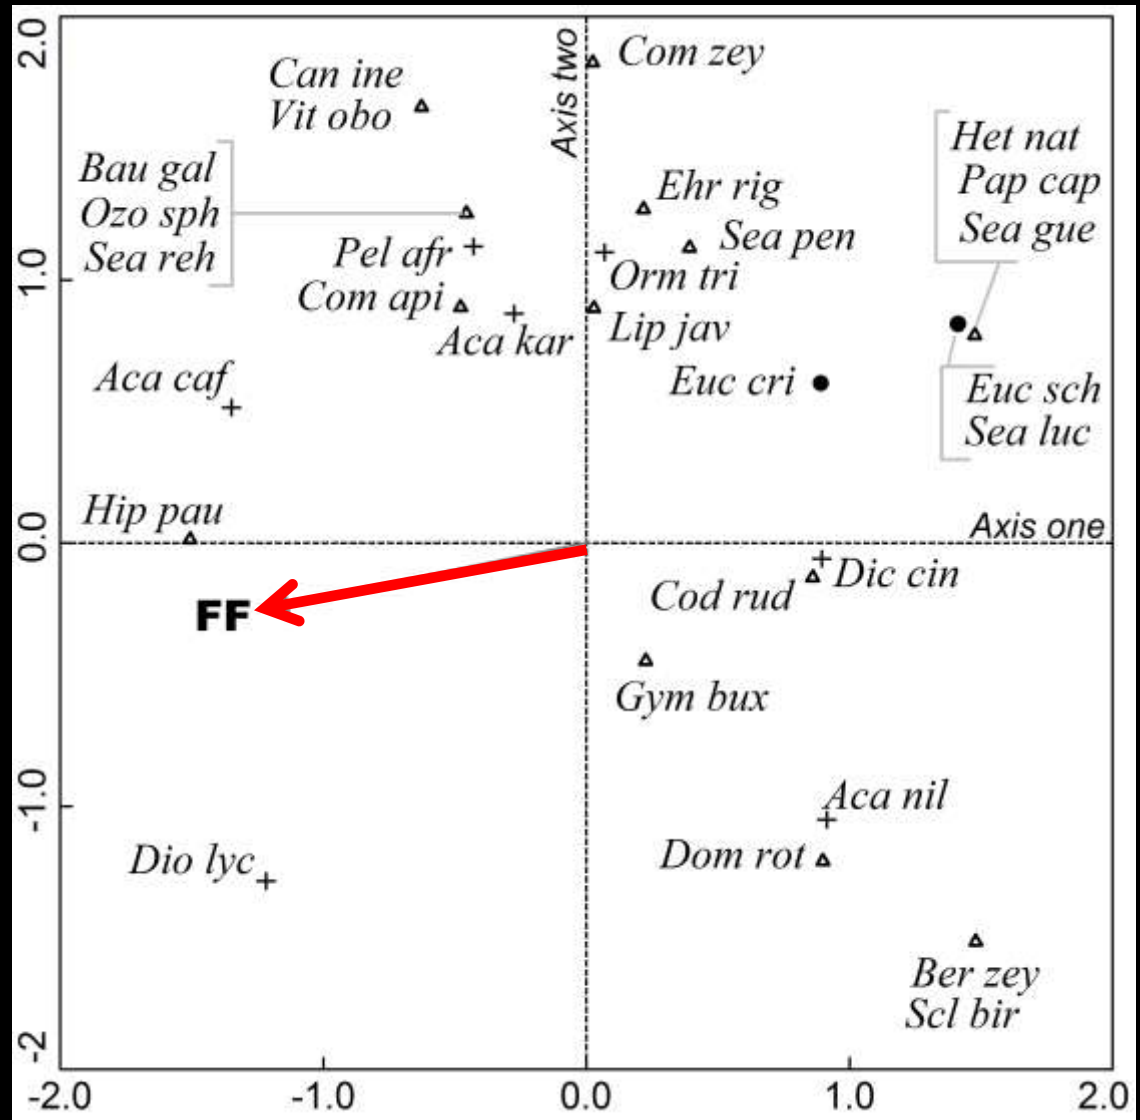 2.0
Axis two
Com zey
Can ine
Vit obo
Het nat
Pap cap
Sea gue
Bau gal
Ozo sph
Sea reh
Ehr rig
Sea pen
Pel afr
Orm tri
1.0
Com api
Lip jav
Aca kar
Aca caf
Euc cri
Euc sch
Sea luc
Hip pau
0.0
Axis one
Dic cin
Cod rud
FF
Gym bux
-1.0
Aca nil
Dom rot
Dio lyc
Ber zey
Scl bir
-2
-2.0 -1.0 0.0 1.0 2.0